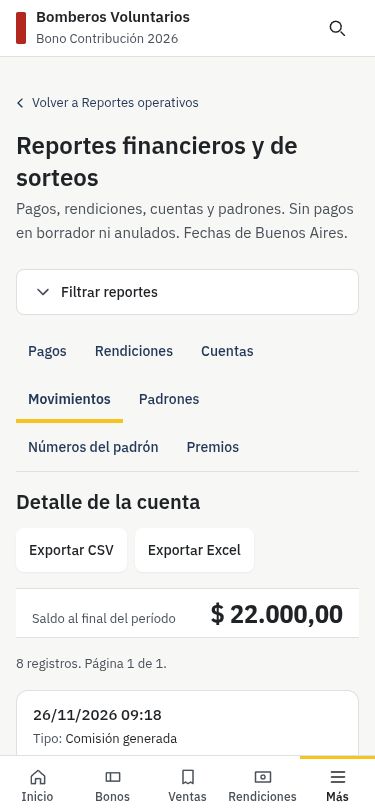 Bomberos Voluntarios
Bono Contribución 2026
Volver a Reportes operativos
Reportes financieros y de
sorteos
Pagos, rendiciones, cuentas y padrones. Sin pagos
en borrador ni anulados. Fechas de Buenos Aires.
Filtrar reportes
Pagos Rendiciones Cuentas
Movimientos Padrones
Números del padrón Premios
Detalle de la cuenta
Exportar CSV Exportar Excel
Saldo al final del período $ 22.000,00
8 registros. Página 1 de 1.
26/11/2026 09:18
Tipo: Comisión generada
Inicio Bonos Ventas Rendiciones Más